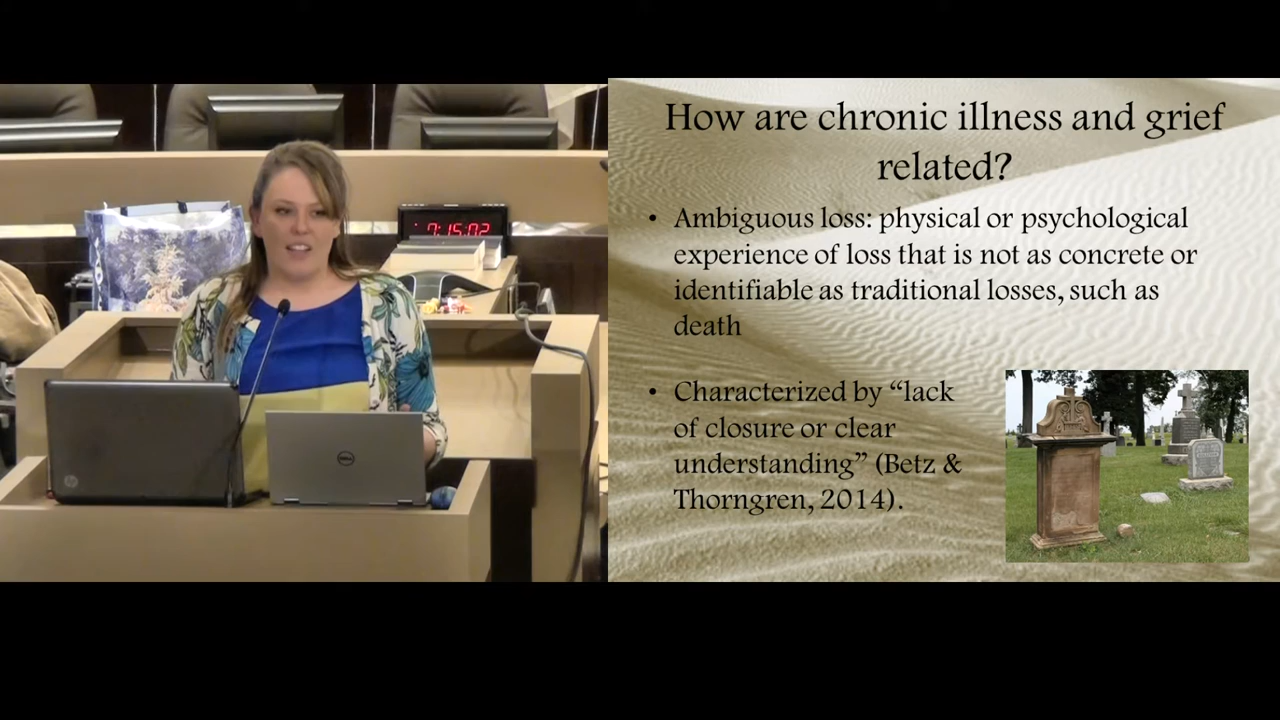 7:15:02
DELL
hp
How are chronic illness and grief
related?
• Ambiguous loss: physical or psychological
experience of loss that is not as concrete or
identifiable as traditional losses, such as
death
• Characterized by “lack
of closure or clear
understanding” (Betz &
Thorngren, 2014).